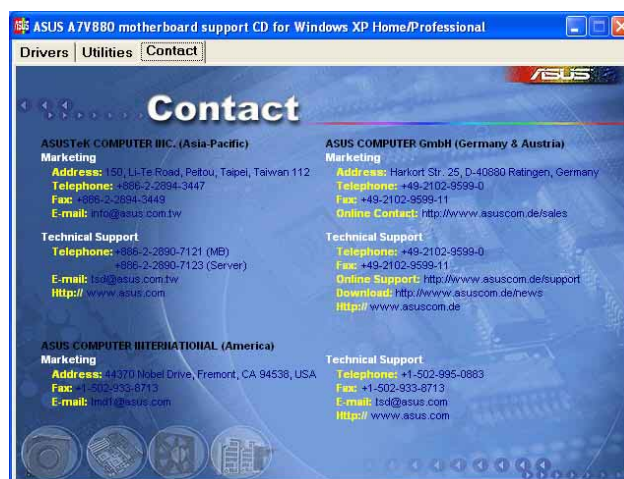 ASUS A7V880 motherboard support CD for Windows XP Home/Professional
Drivers Utilities Contact
ASUS
Contact
ASUSTeK COMPUTER INC. (Asia-Pacific)
Marketing
Address: 150, Li-Te Road, Peitou, Taipei, Taiwan 112
Telephone: +886-2-2894-3447
Fax: +886-2-2894-3449
E-mail: info@asus.com.tw
Technical Support
Telephone: +886-2-2890-7121 (MB)
+886-2-2890-7123 (Server)
E-mail: tsd@asus.com.tw
Http:// www.asus.com
ASUS COMPUTER GmbH (Germany & Austria)
Marketing
Address: Harkort Str. 25, D-40880 Ratingen, Germany
Telephone: +49-2102-9599-0
Fax: +49-2102-9599-11
Online Contact: http://www.asuscom.de/sales
Technical Support
Telephone: +49-2102-9599-0
Fax: +49-2102-9599-11
Online Support: http://www.asuscom.de/support
Download: http://www.asuscom.de/news
Http:// www.asuscom.de
ASUS COMPUTER INTERNATIONAL (America)
Marketing
Address: 44370 Nobel Drive, Fremont, CA 94538, USA
Fax: +1-502-933-8713
E-mail: tmd1@asus.com
Technical Support
Telephone: +1-502-995-0883
Fax: +1-502-933-8713
E-mail: tsd@asus.com
Http:// www.asus.com